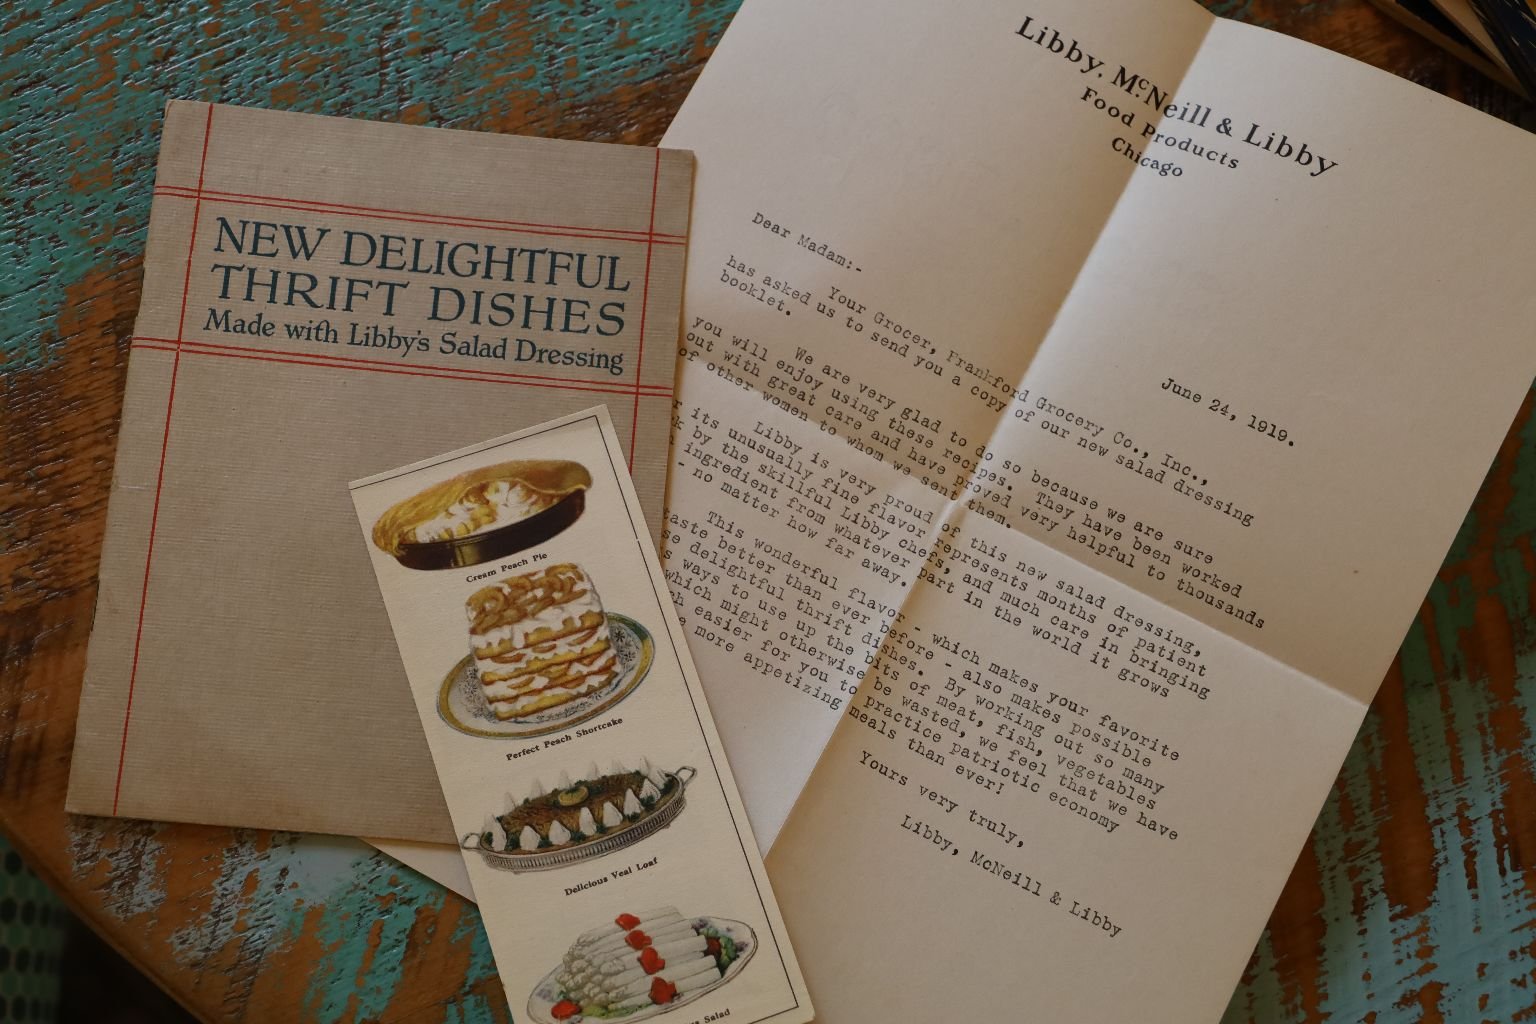 NEW DELIGHTFUL
THRIFT DISHES
Made with Libby's Salad Dressing
Cream Peach Pie
Perfect Peach Shortcake
Delicious Veal Loaf
Salad
Libby, McNeill & Libby
Food Products
Chicago
June 24, 1919.
Dear Madam:-
Your Grocer, Frankford Grocery Co., Inc.,
has asked us to send you a copy of our new salad dressing
booklet.
We are very glad to do so because we are sure
you will enjoy using these recipes. They have been worked
out with great care and have proved very helpful to thousands
of other women to whom we sent them.
Libby is very proud of this new salad dressing,
its unusually fine flavor represents months of patient
by the skillful Libby chefs, and much care in bringing
ingredient from whatever part in the world it grows
- no matter how far away.
This wonderful flavor - which makes your favorite
taste better than ever before - also makes possible
delightful thrift dishes. By working out so many
ways to use up the bits of meat, fish, vegetables
which might otherwise be wasted, we feel that we have
easier for you to practice patriotic economy
more appetizing meals than ever!
Yours very truly,
Libby, McNeill & Libby